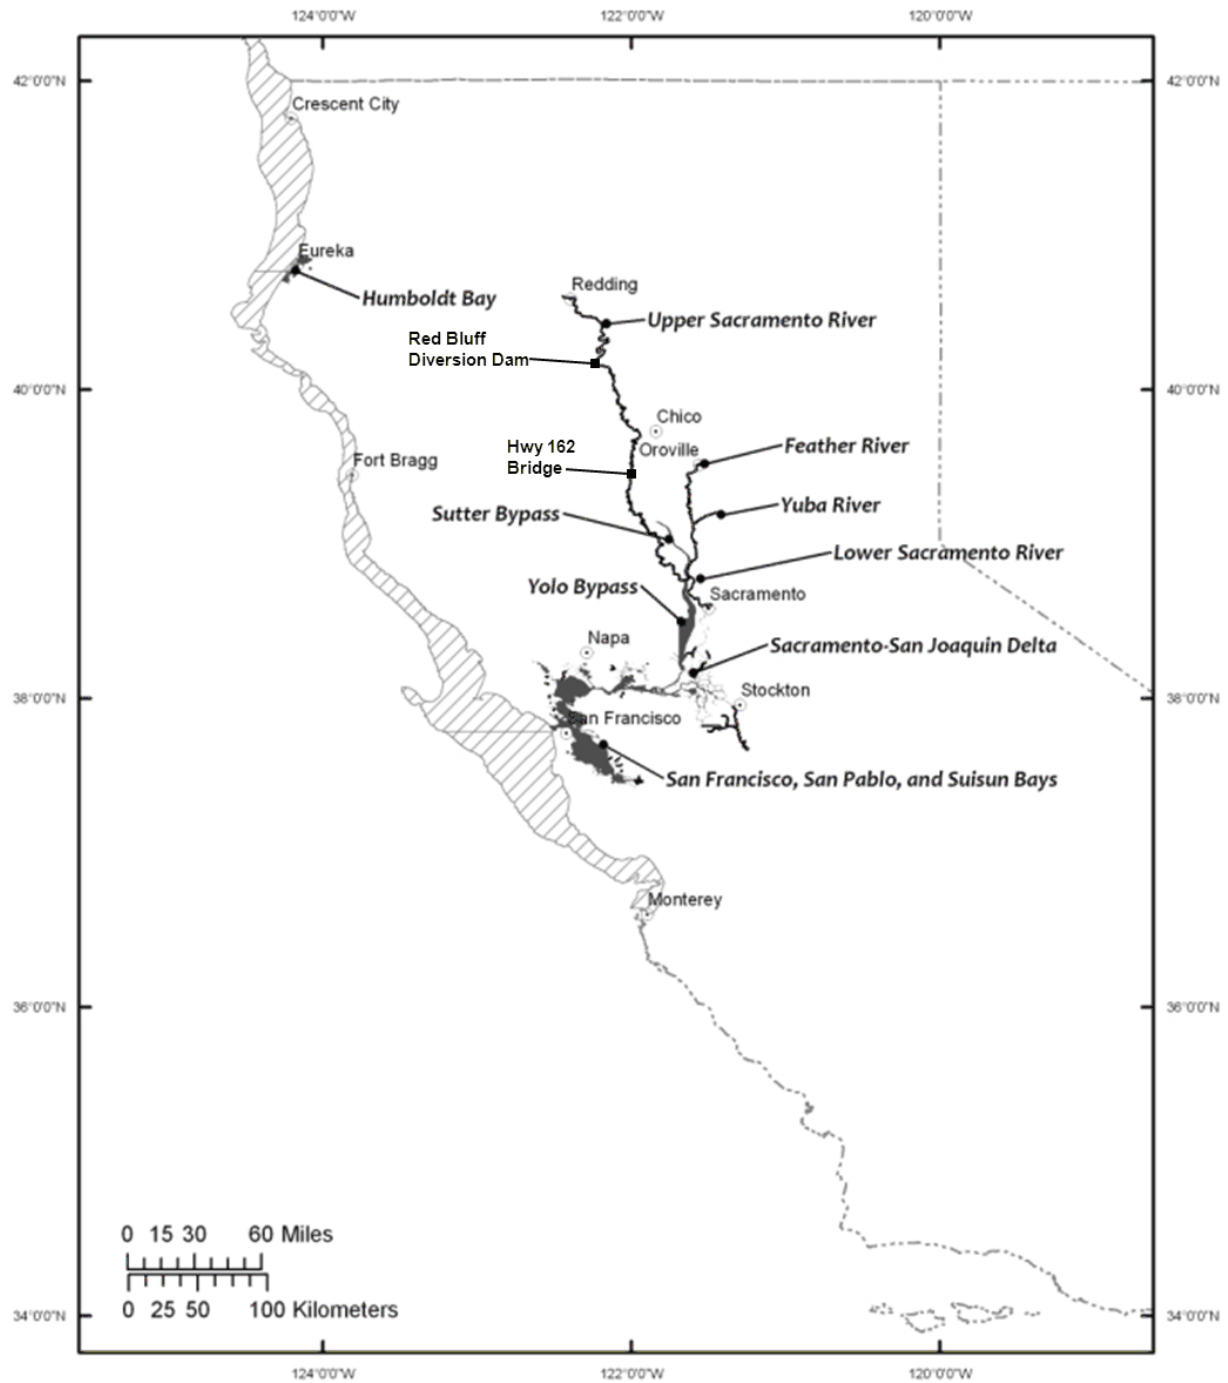 124°0'0"W 122°0'0"W 120°0'0"W
42°0'0"N 42°0'0"N
Crescent City
Eureka
Humboldt Bay
Redding
Upper Sacramento River
Red Bluff
Diversion Dam
40°0'0"N 40°0'0"N
Chico
Oroville
Feather River
Hwy 162
Bridge
Fort Bragg
Yuba River
Sutter Bypass
Lower Sacramento River
Yolo Bypass
Sacramento
Napa
Sacramento-San Joaquin Delta
Stockton
38°0'0"N 38°0'0"N
San Francisco
San Francisco, San Pablo, and Suisun Bays
Monterey
36°0'0"N 36°0'0"N
0 15 30 60 Miles
0 25 50 100 Kilometers
34°0'0"N 34°0'0"N
124°0'0"W 122°0'0"W 120°0'0"W